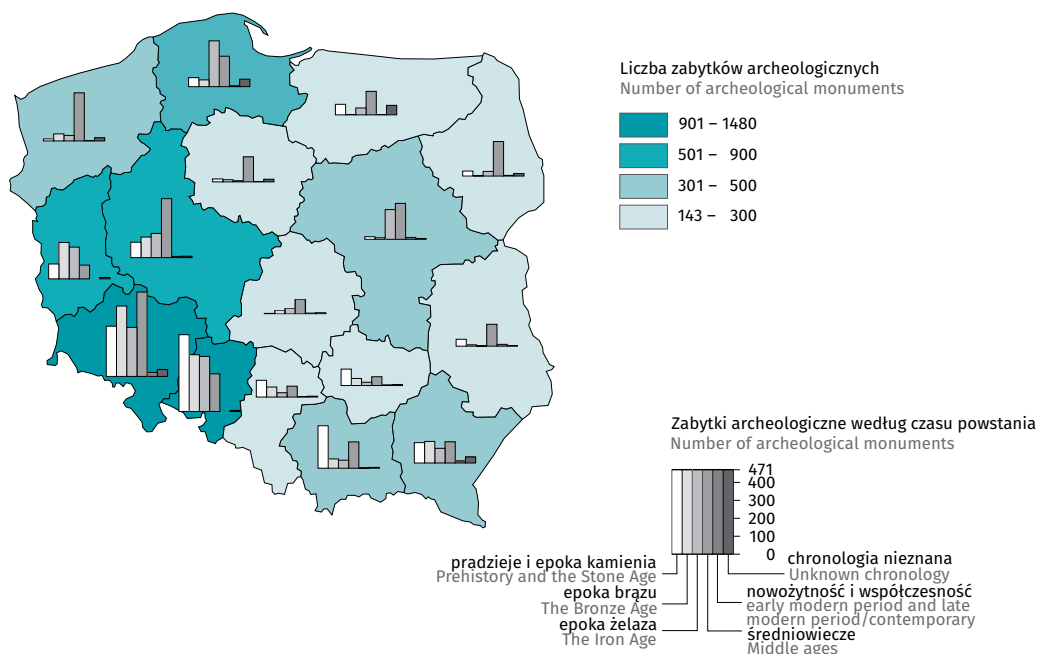 Liczba zabytków archeologicznych
Number of archeological monuments
901 – 1480
501 – 900
301 – 500
143 – 300
Zabytki archeologiczne według czasu powstania
Number of archeological monuments
471
400
300
200
100
0
pradzieje i epoka kamienia
Prehistory and the Stone Age
epoka brązu
The Bronze Age
epoka żelaza
The Iron Age
chronologia nieznana
Unknown chronology
nowożytność i współczesność
early modern period and late
modern period/contemporary
średniowiecze
Middle ages